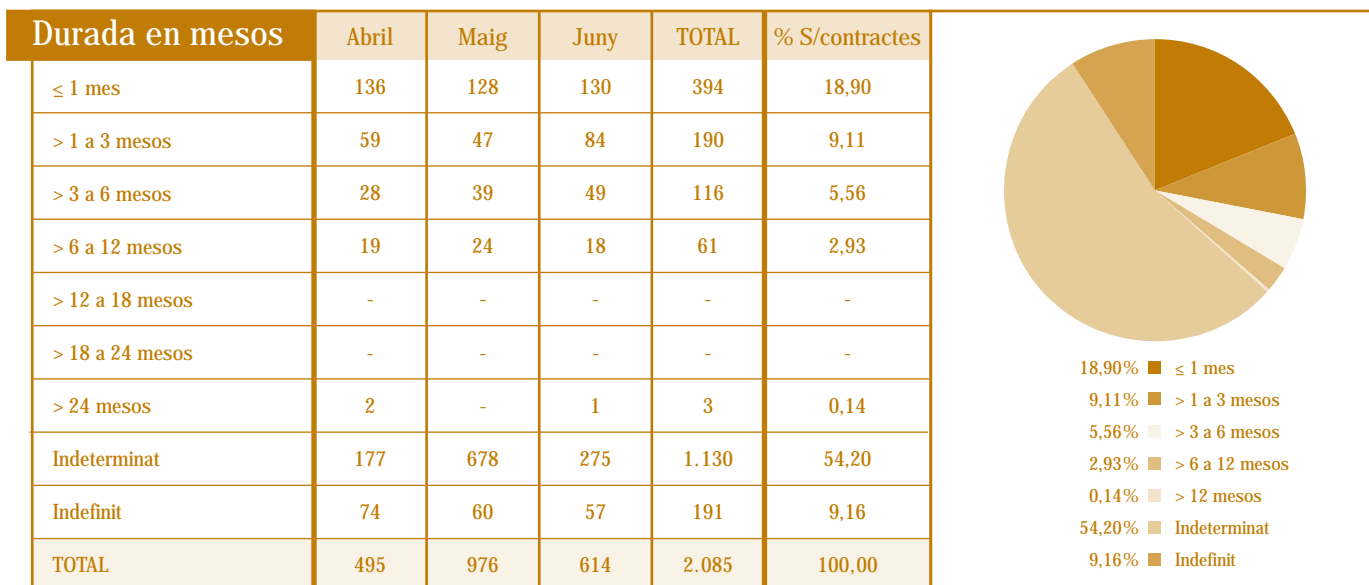 Durada en mesos Abril Maig Juny TOTAL % S/contractes
≤ 1 mes 136 128 130 394 18,90
> 1 a 3 mesos 59 47 84 190 9,11
> 3 a 6 mesos 28 39 49 116 5,56
> 6 a 12 mesos 19 24 18 61 2,93
> 12 a 18 mesos - - - - -
> 18 a 24 mesos - - - - -
> 24 mesos 2 - 1 3 0,14
Indeterminat 177 678 275 1.130 54,20
Indefinit 74 60 57 191 9,16
TOTAL 495 976 614 2.085 100,00
18,90% ≤ 1 mes
9,11% > 1 a 3 mesos
5,56% > 3 a 6 mesos
2,93% > 6 a 12 mesos
0,14% > 12 mesos
54,20% Indeterminat
9,16% Indefinit